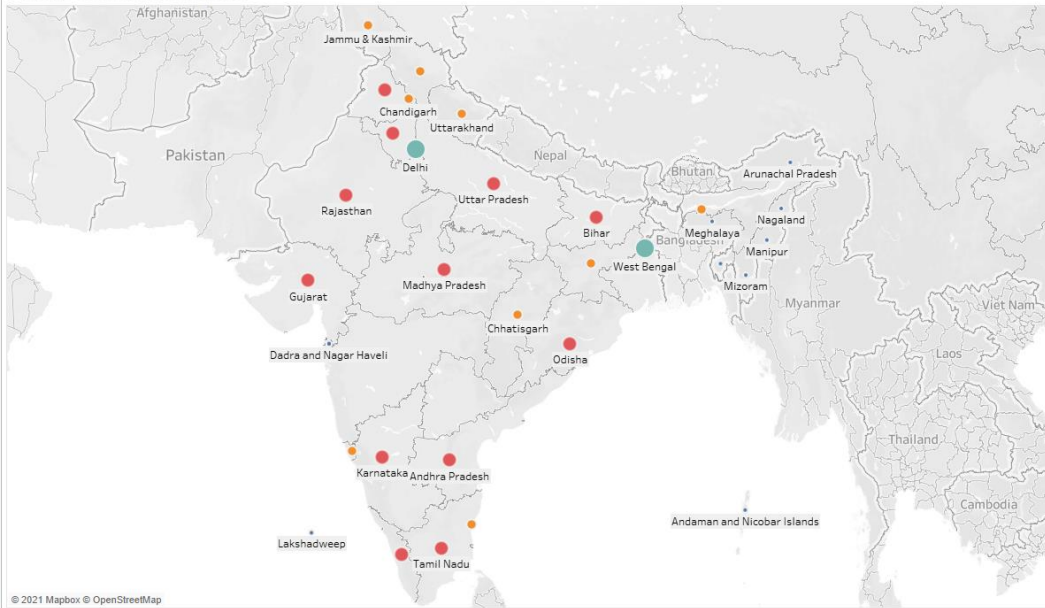 Afghanistan
Jammu & Kashmir
Chandigarh
Uttarakhand
Pakistan
Delhi
Nepal
Bhutan
Arunachal Pradesh
Uttar Pradesh
Rajasthan
Nagaland
Bihar
Meghalaya
Bangladesh
Manipur
West Bengal
Madhya Pradesh
Mizoram
Gujarat
Myanmar
Viet Nam
Chhatisgarh
Laos
Dadra and Nagar Haveli
Odisha
Thailand
Karnataka
Andhra Pradesh
Cambodia
Andaman and Nicobar Islands
Lakshadweep
Tamil Nadu
© 2021 Mapbox © OpenStreetMap